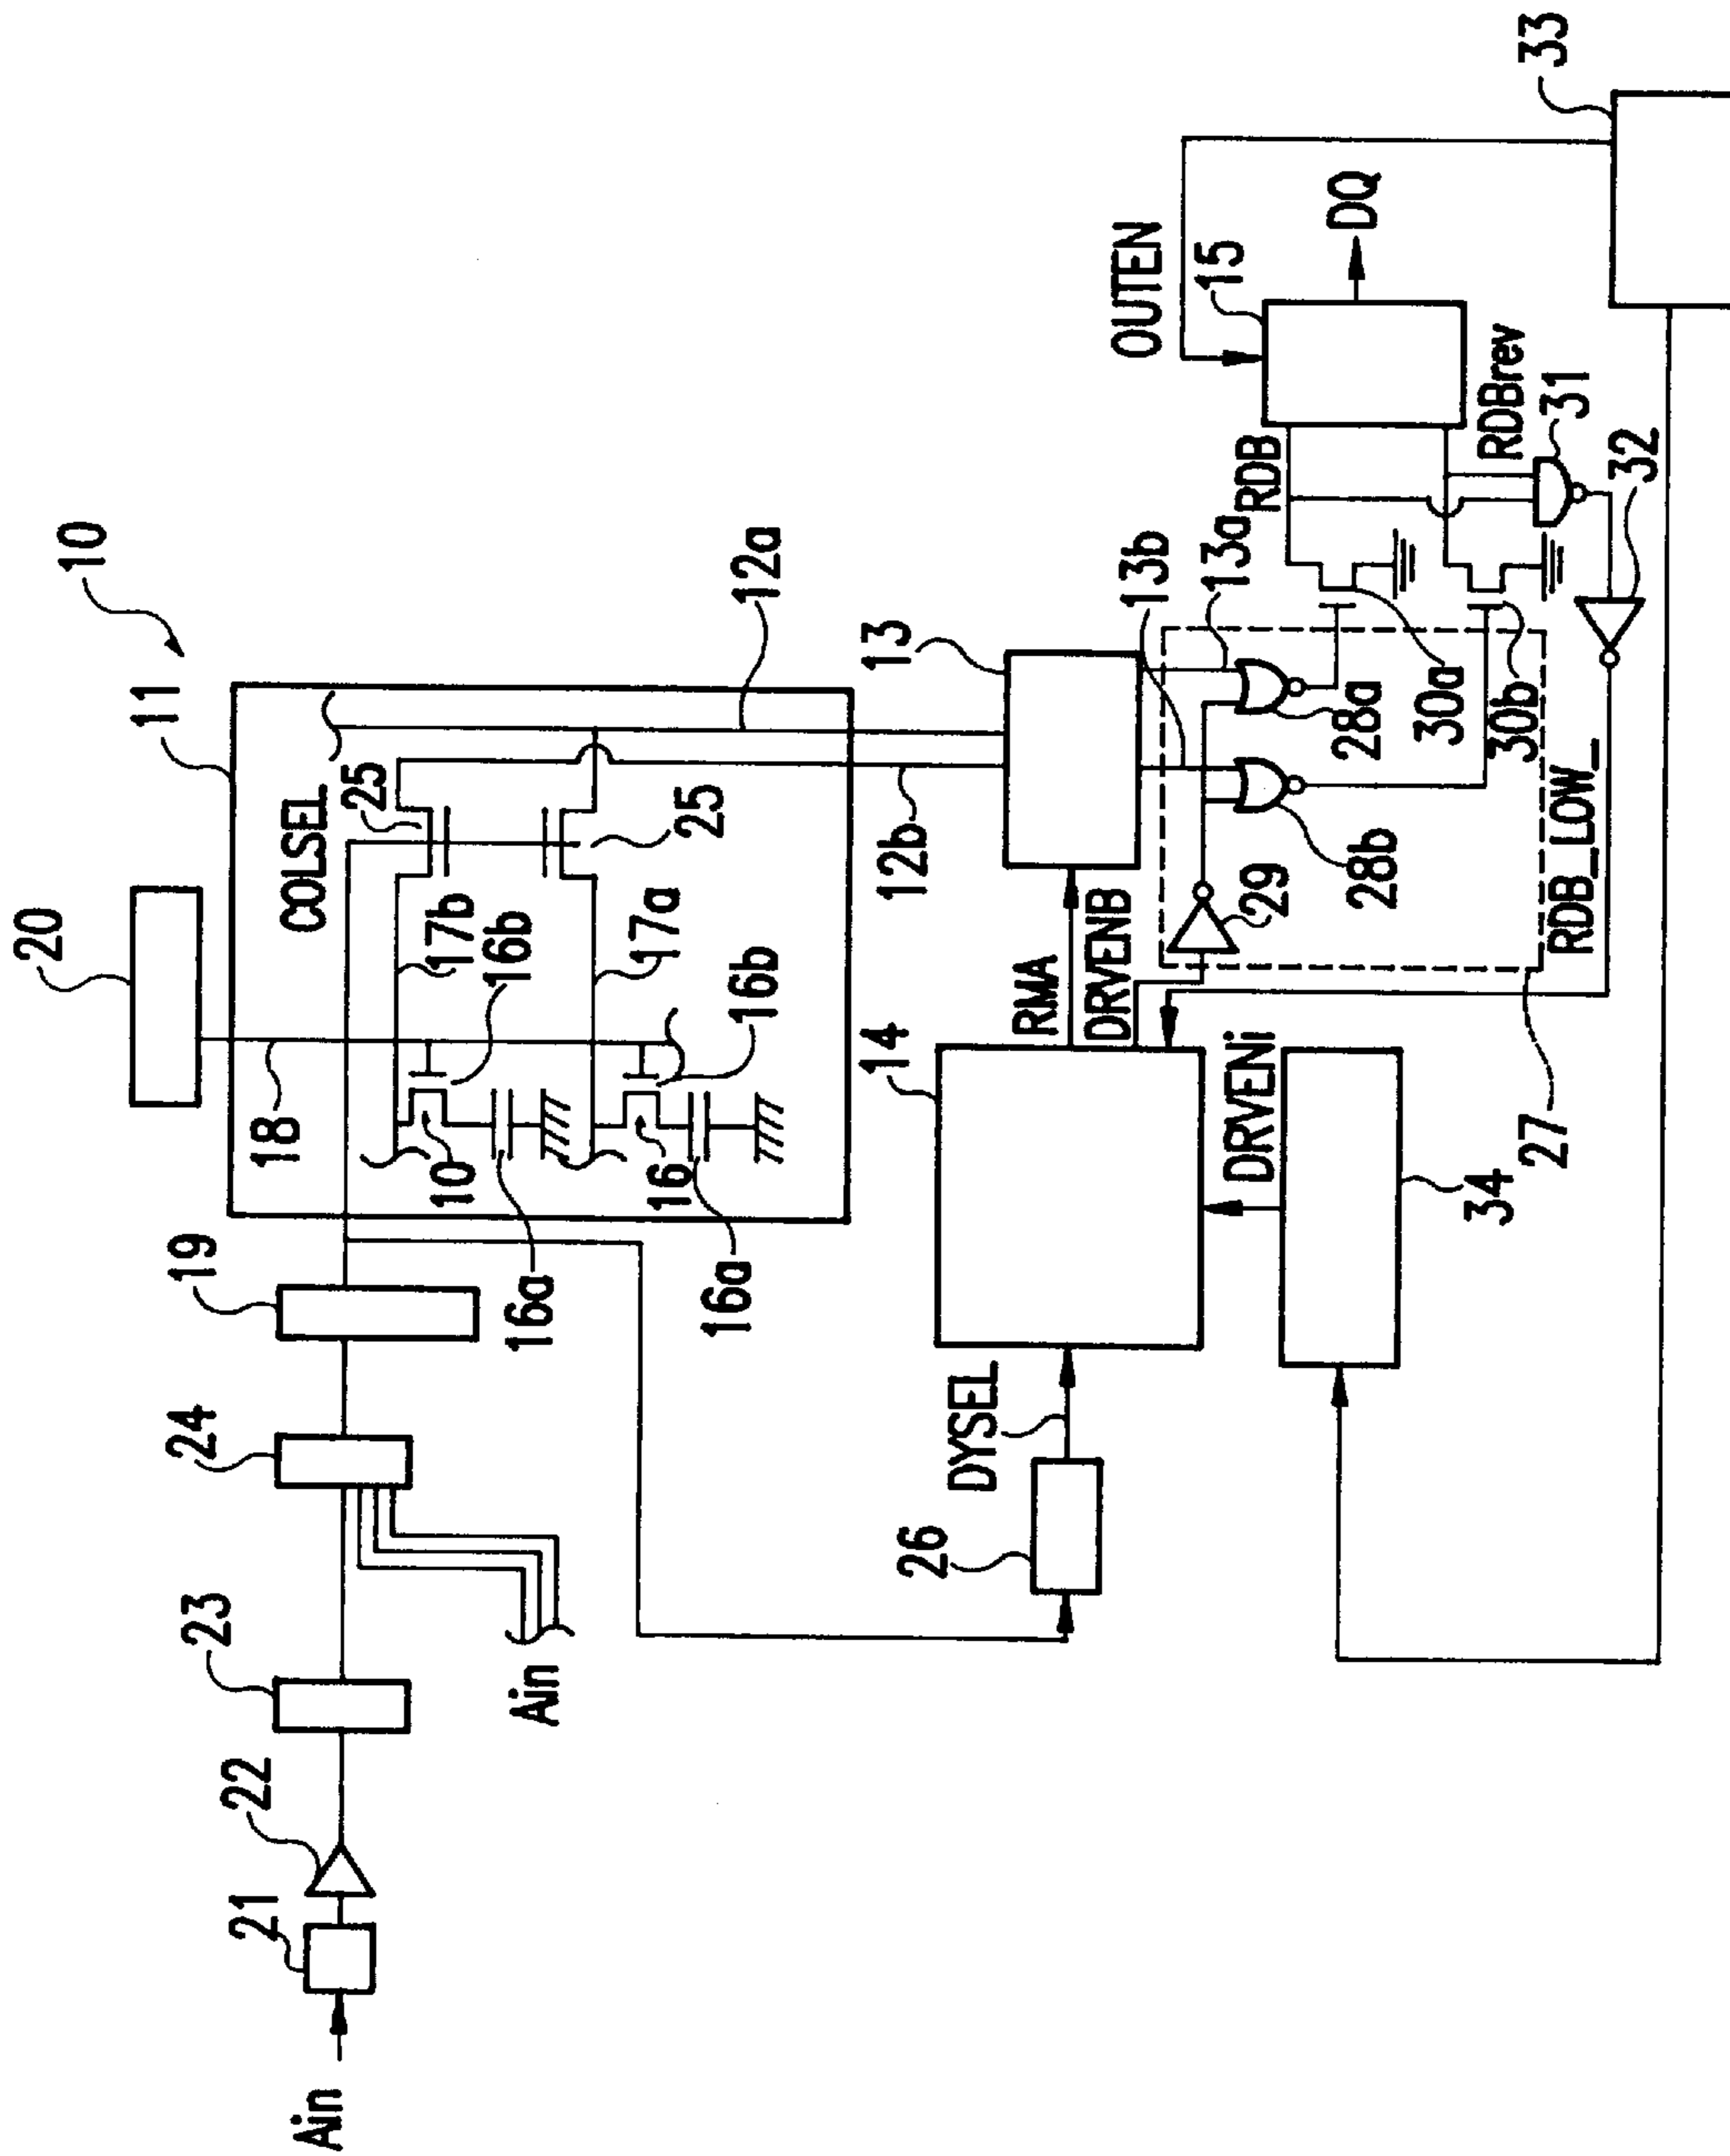 10
20
11
18
COLSEL
25
25
17b
16b
17a
16b
10
16
16a
16a
12a
12b
19
24
23
22
21
Ain
Ain
13
13b
13a
RMA
DRVENB
14
DYSEL
26
29
28a
28b
30a
30b
RDB
RDBrev
OUTEN
15
DQ
31
32
33
RDB_LOW_
DRVENi
27
34